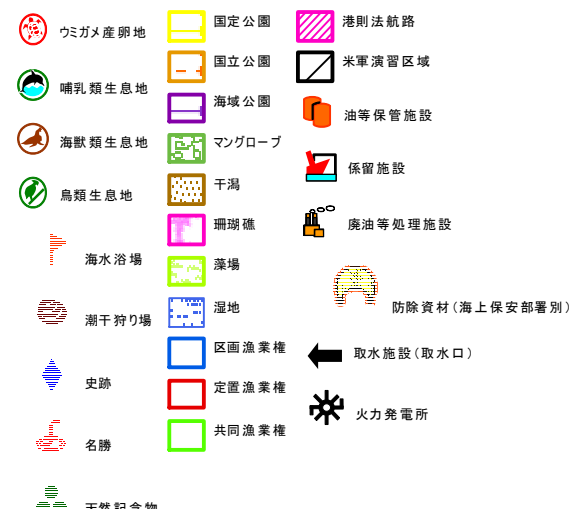 ウミガメ産卵地
哺乳類生息地
海獣類生息地
鳥類生息地
海水浴場
潮干狩り場
史跡
名勝
天然記念物
国定公園
国立公園
海域公園
マングローブ
干潟
珊瑚礁
藻場
湿地
区画漁業権
定置漁業権
共同漁業権
港則法航路
米軍演習区域
油等保管施設
係留施設
廃油等処理施設
防除資材（海上保安部署別）
取水施設（取水口）
火力発電所